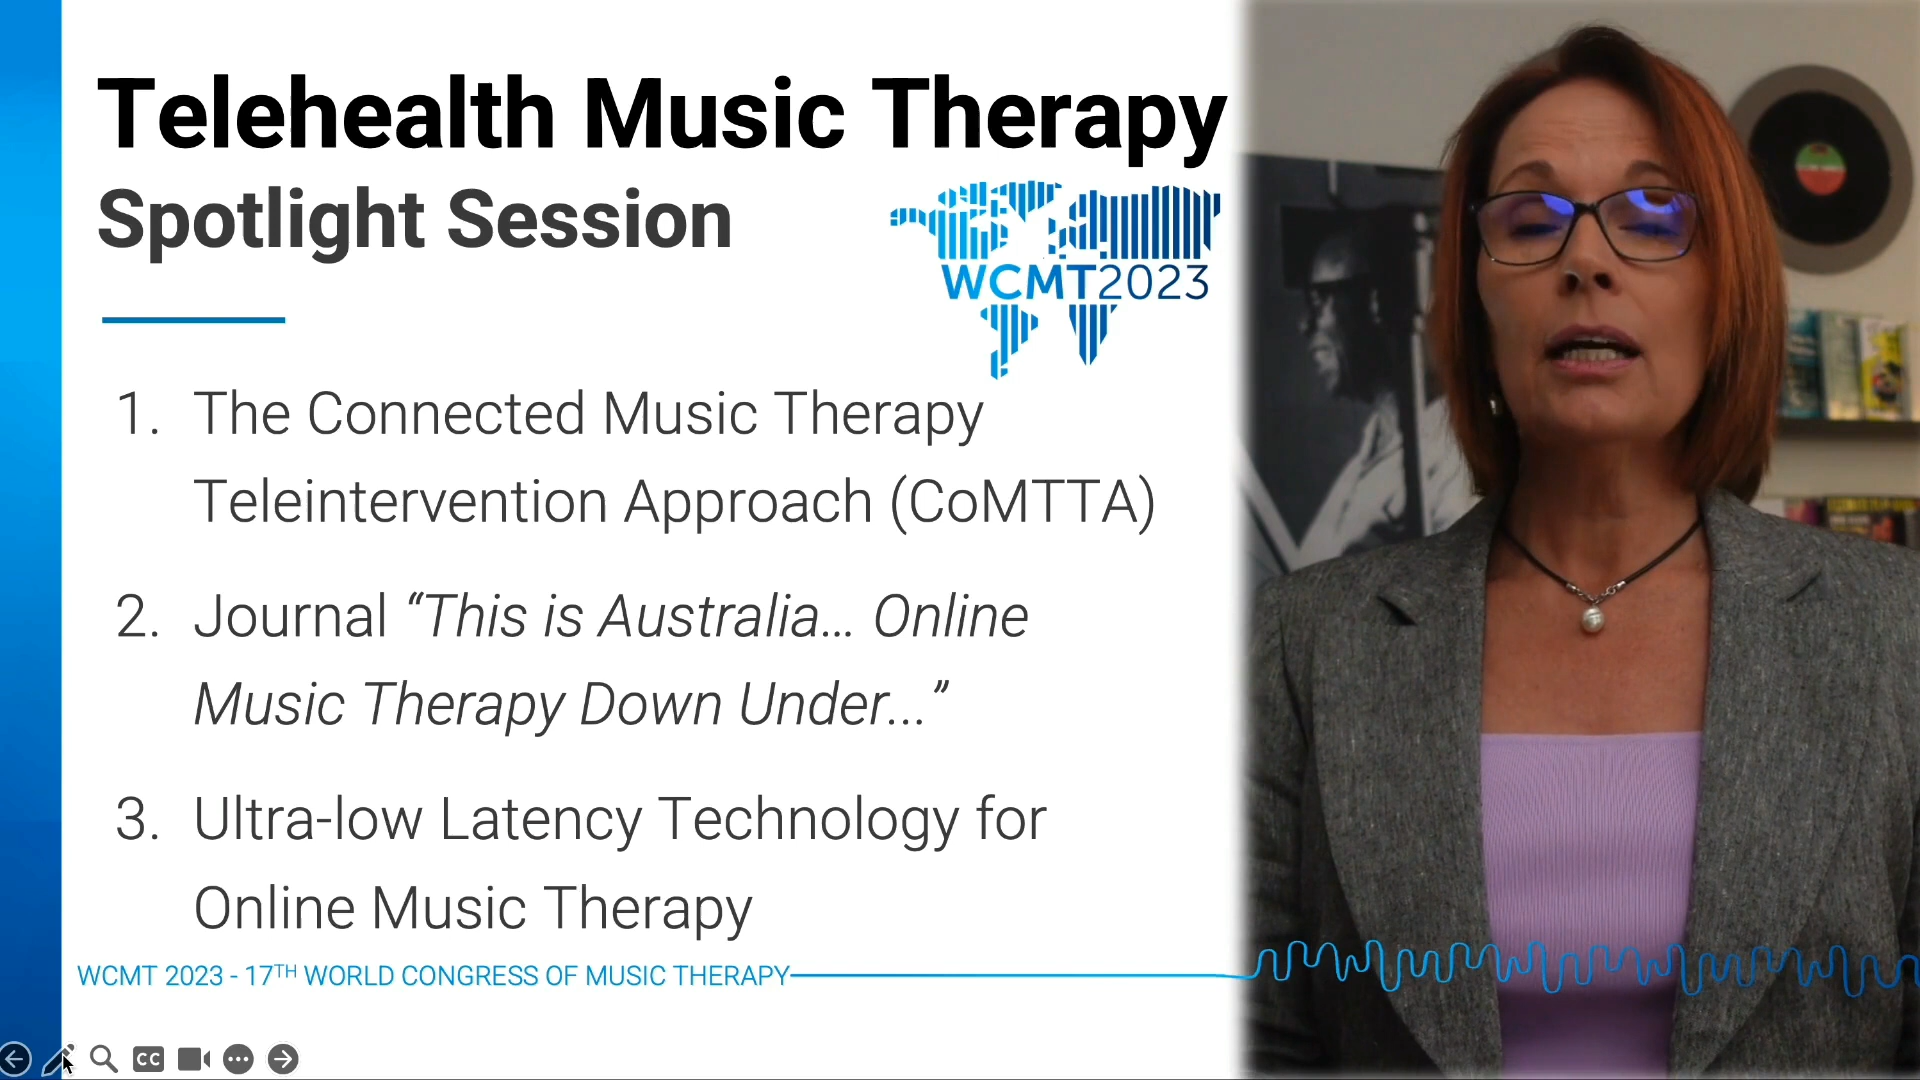 Telehealth Music Therapy
Spotlight Session
WCMT2023
1. The Connected Music Therapy
Teleintervention Approach (CoMTTA)
2. Journal “This is Australia... Online
Music Therapy Down Under...”
3. Ultra-low Latency Technology for
Online Music Therapy
WCMT 2023 - 17TH WORLD CONGRESS OF MUSIC THERAPY
CC